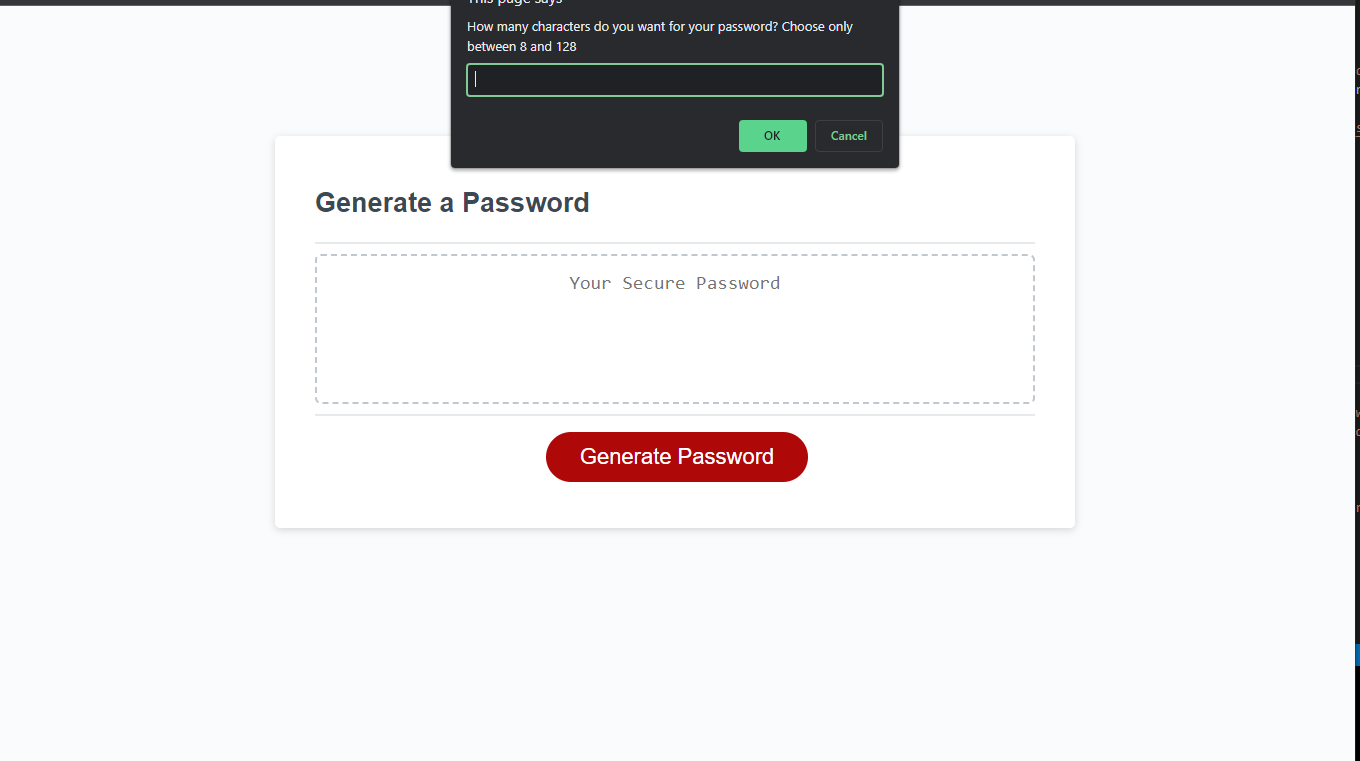 This page says
How many characters do you want for your password? Choose only
between 8 and 128
OK
Cancel
Generate a Password
Your Secure Password
Generate Password